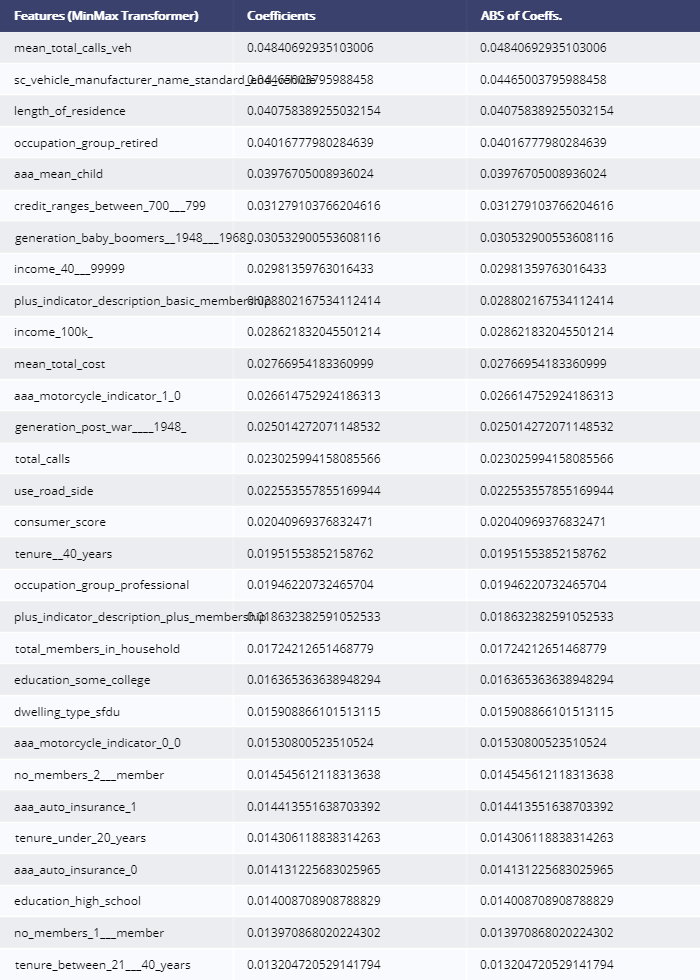 Features (MinMax Transformer) Coefficients ABS of Coeffs.
mean_total_calls_veh 0.04840692935103006 0.04840692935103006
sc_vehicle_manufacturer_name_standard_end_vehicle 0.04465003795988458 0.04465003795988458
length_of_residence 0.040758389255032154 0.040758389255032154
occupation_group_retired 0.04016777980284639 0.04016777980284639
aaa_mean_child 0.03976705008936024 0.03976705008936024
credit_ranges_between_700___799 0.031279103766204616 0.031279103766204616
generation_baby_boomers__1948___1968_ 0.030532900553608116 0.030532900553608116
income_40___99999 0.02981359763016433 0.02981359763016433
plus_indicator_description_basic_membership 0.028802167534112414 0.028802167534112414
income_100k_ 0.028621832045501214 0.028621832045501214
mean_total_cost 0.02766954183360999 0.02766954183360999
aaa_motorcycle_indicator_1_0 0.026614752924186313 0.026614752924186313
generation_post_war____1948_ 0.025014272071148532 0.025014272071148532
total_calls 0.023025994158085566 0.023025994158085566
use_road_side 0.022553557855169944 0.022553557855169944
consumer_score 0.02040969376832471 0.02040969376832471
tenure__40_years 0.01951553852158762 0.01951553852158762
occupation_group_professional 0.01946220732465704 0.01946220732465704
plus_indicator_description_plus_membership 0.018632382591052533 0.018632382591052533
total_members_in_household 0.01724212651468779 0.01724212651468779
education_some_college 0.016365363638948294 0.016365363638948294
dwelling_type_sfdu 0.015908866101513115 0.015908866101513115
aaa_motorcycle_indicator_0_0 0.01530800523510524 0.01530800523510524
no_members_2___member 0.014545612118313638 0.014545612118313638
aaa_auto_insurance_1 0.014413551638703392 0.014413551638703392
tenure_under_20_years 0.014306118838314263 0.014306118838314263
aaa_auto_insurance_0 0.014131225683025965 0.014131225683025965
education_high_school 0.014008708908788829 0.014008708908788829
no_members_1___member 0.013970868020224302 0.013970868020224302
tenure_between_21___40_years 0.013204720529141794 0.013204720529141794